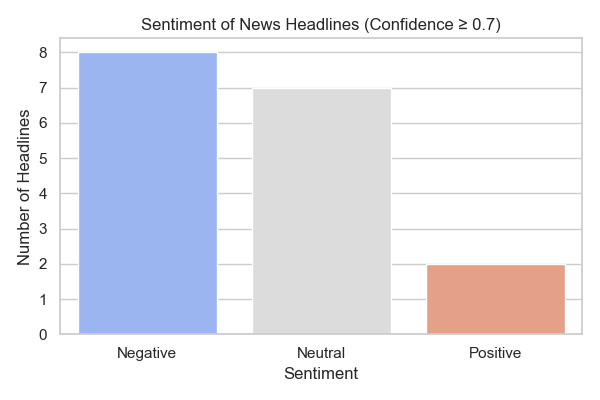 Sentiment of News Headlines (Confidence ≥ 0.7)
Number of Headlines
8
7
6
5
4
3
2
1
0
Negative
Neutral
Positive
Sentiment